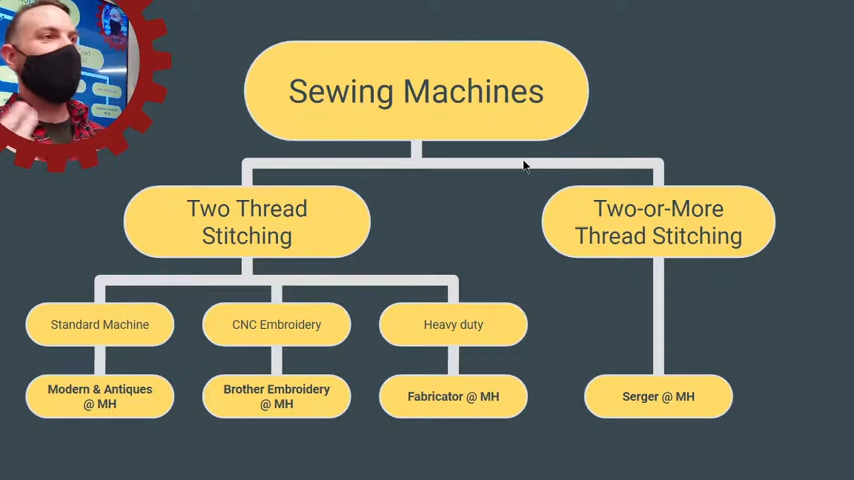 Sewing Machines
Two Thread
Stitching
Two-or-More
Thread Stitching
Standard Machine
CNC Embroidery
Heavy duty
Modern & Antiques
@ MH
Brother Embroidery
@ MH
Fabricator @ MH
Serger @ MH